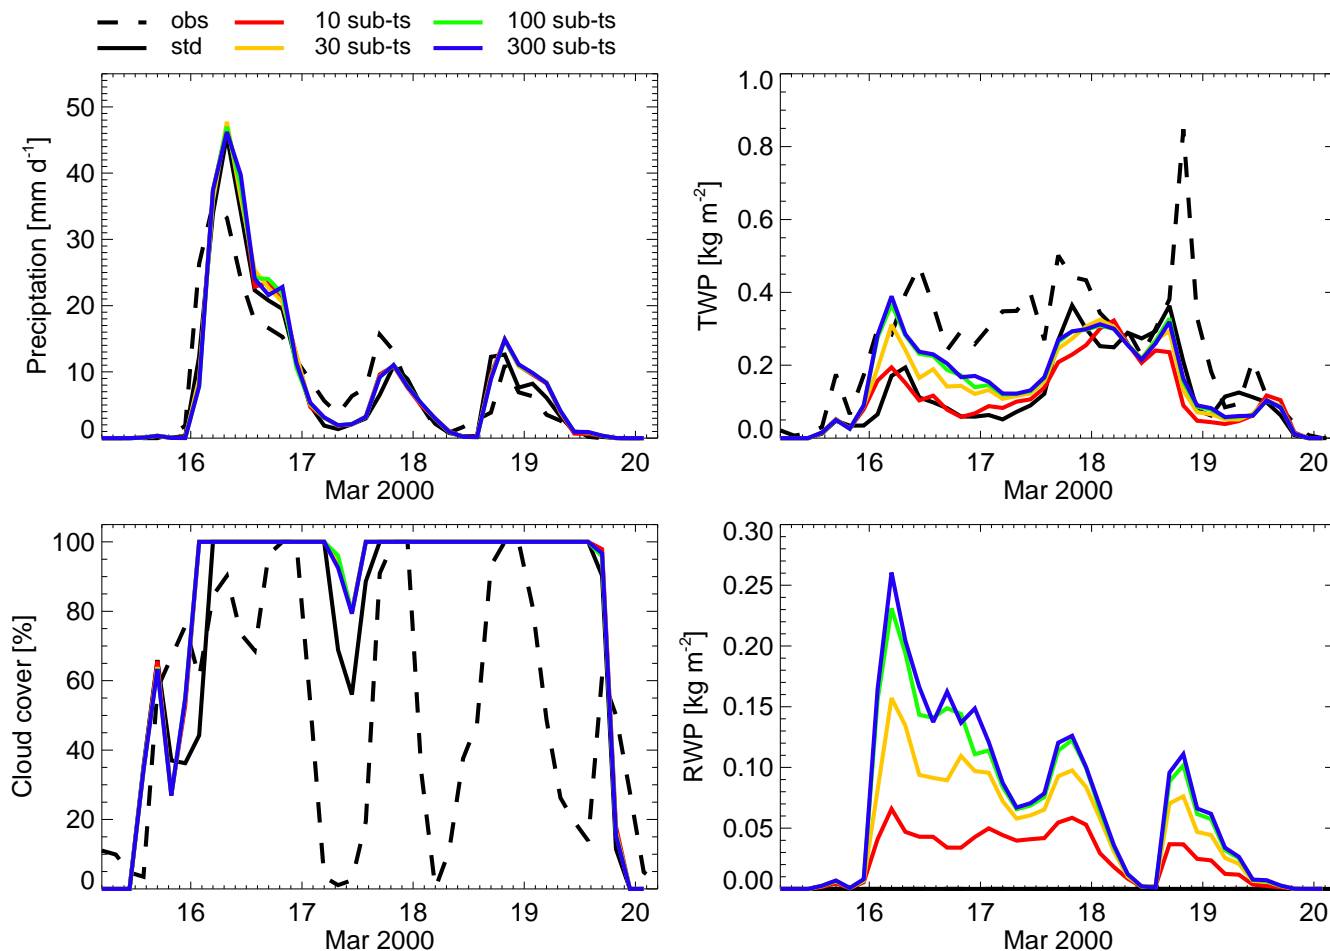 obs 10 sub-ts 100 sub-ts
std 30 sub-ts 300 sub-ts
Preciptation [mm d-1]
50
40
30
20
10
0
16 17 18 19 20
Mar 2000
TWP [kg m-2]
1.0
0.8
0.6
0.4
0.2
0.0
16 17 18 19 20
Mar 2000
Cloud cover [%]
100
80
60
40
20
0
16 17 18 19 20
Mar 2000
RWP [kg m-2]
0.30
0.25
0.20
0.15
0.10
0.05
0.00
16 17 18 19 20
Mar 2000